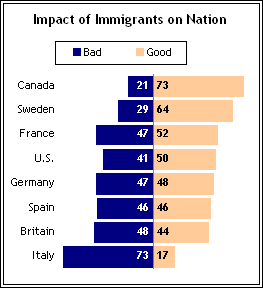 Impact of Immigrants on Nation
Bad Good
Canada 21 73
Sweden 29 64
France 47 52
U.S. 41 50
Germany 47 48
Spain 46 46
Britain 48 44
Italy 73 17